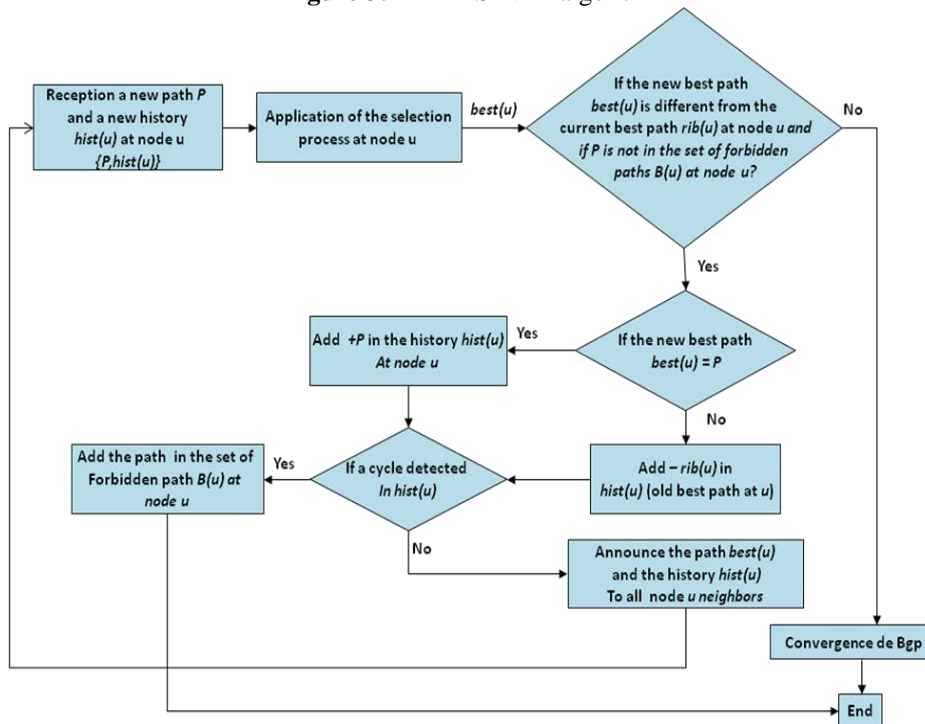 Reception a new path P
and a new history
hist(u) at node u
{P,hist(u)}
Application of the selection
process at node u
best(u)
If the new best path
best(u) is different from the
current best path rib(u) at node u and
if P is not in the set of forbidden
paths B(u) at node u?
No
Yes
If the new best path
best(u) = P
Yes
Add +P in the history hist(u)
At node u
No
Add – rib(u) in
hist(u) (old best path at u)
If a cycle detected
In hist(u)
Yes
Add the path in the set of
Forbidden path B(u) at
node u
No
Announce the path best(u)
and the history hist(u)
To all node u neighbors
Convergence de Bgp
End